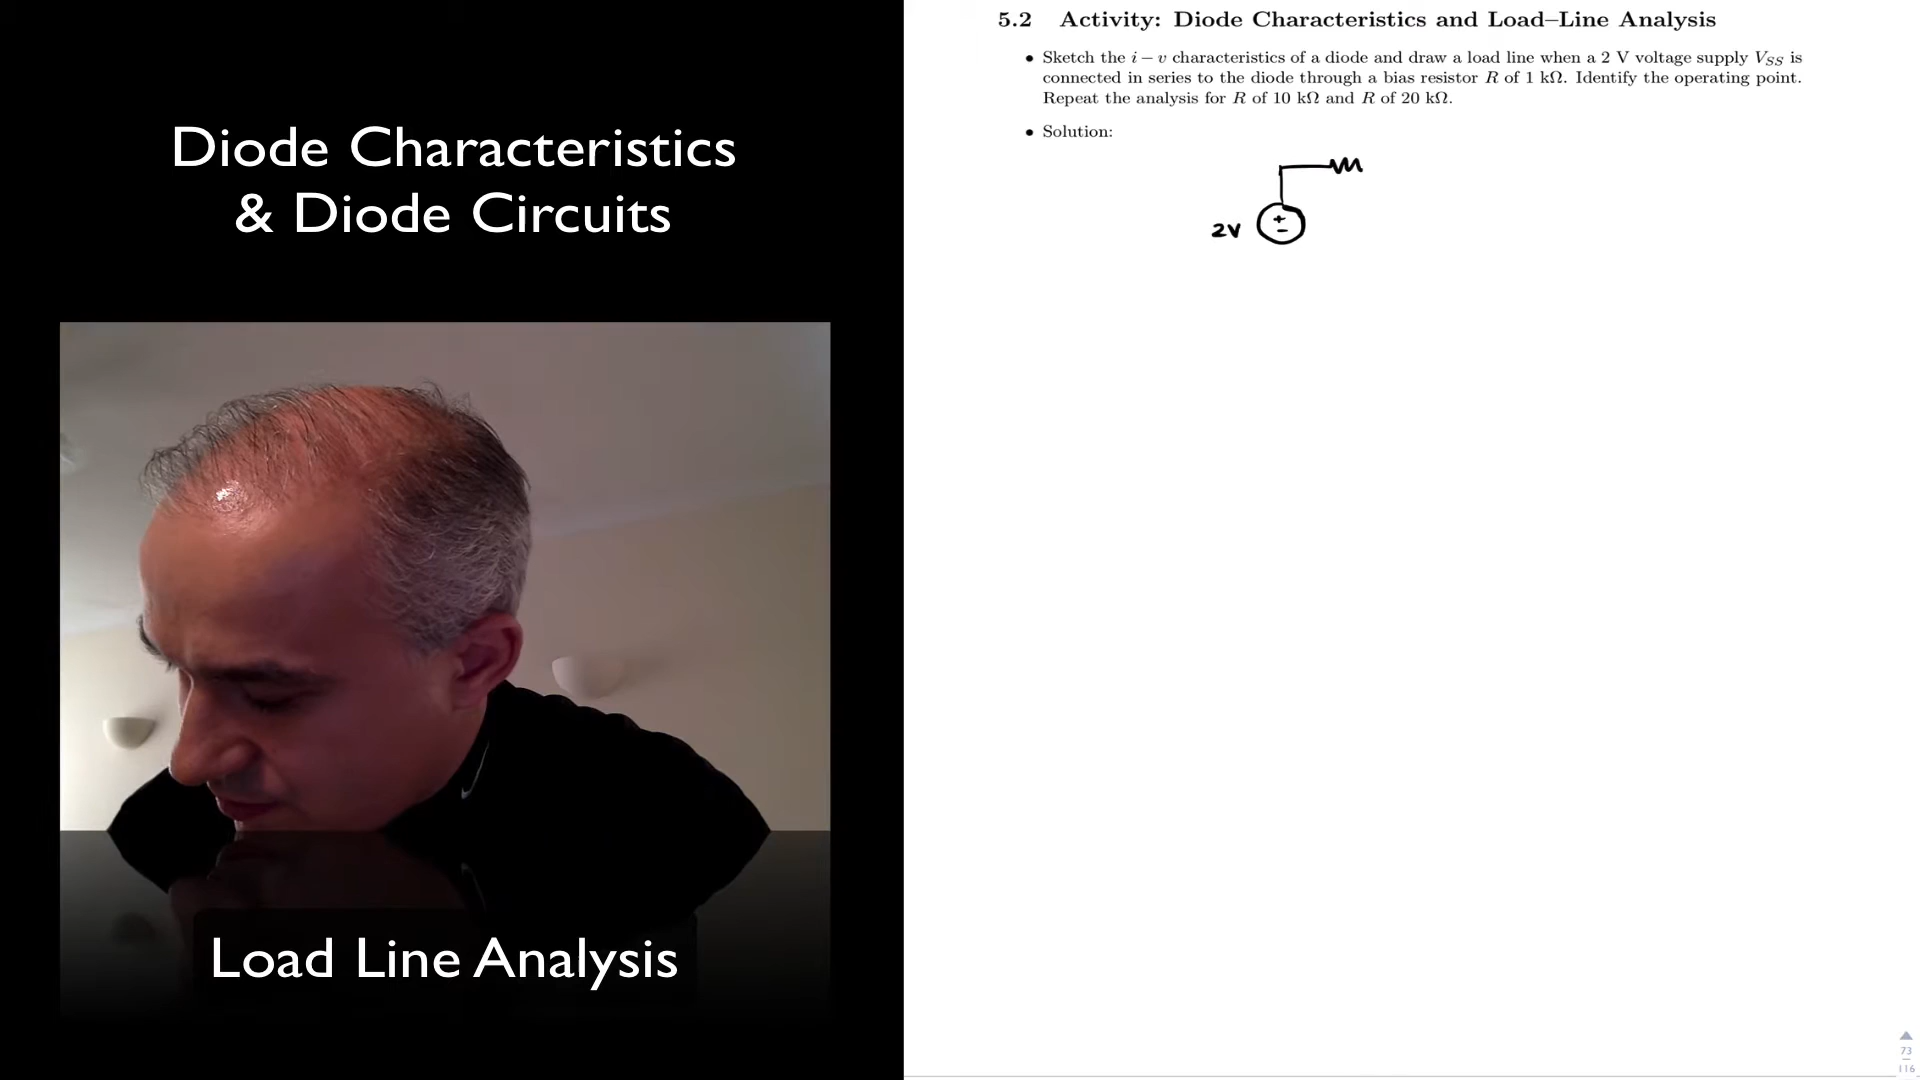 Diode Characteristics
& Diode Circuits
Load Line Analysis
5.2 Activity: Diode Characteristics and Load–Line Analysis
• Sketch the i − v characteristics of a diode and draw a load line when a 2 V voltage supply VSS is
connected in series to the diode through a bias resistor R of 1 kΩ. Identify the operating point.
Repeat the analysis for R of 10 kΩ and R of 20 kΩ.
• Solution:
+
2V
-
73
116